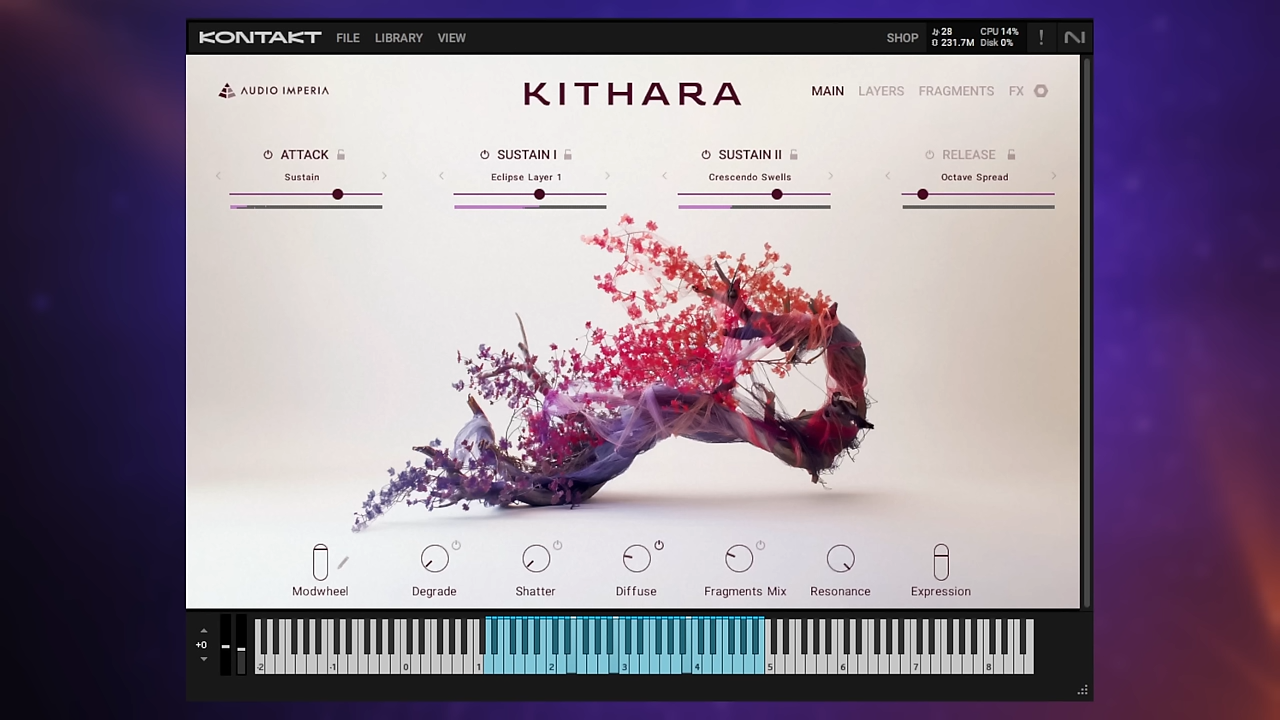 KONTAKT FILE LIBRARY VIEW SHOP 28 CPU 14% !
231.7M Disk 0%
AUDIO IMPERIA KITHARA MAIN LAYERS FRAGMENTS FX
ATTACK SUSTAIN I SUSTAIN II RELEASE
Sustain Eclipse Layer 1 Crescendo Swells Octave Spread
Modwheel Degrade Shatter Diffuse Fragments Mix Resonance Expression
+0
-2 -1 0 1 2 3 4 5 6 7 8